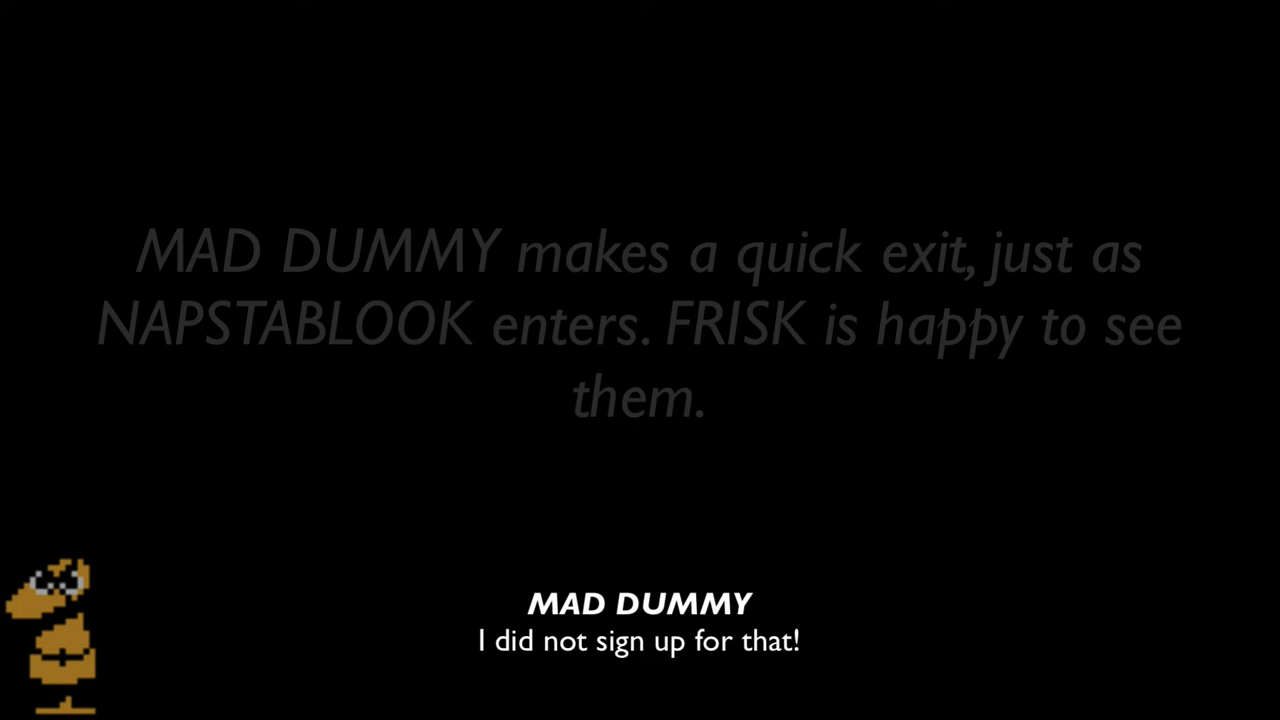 MAD DUMMY makes a quick exit, just as
NAPSTABLOOK enters. FRISK is happy to see
them.
MAD DUMMY
I did not sign up for that!